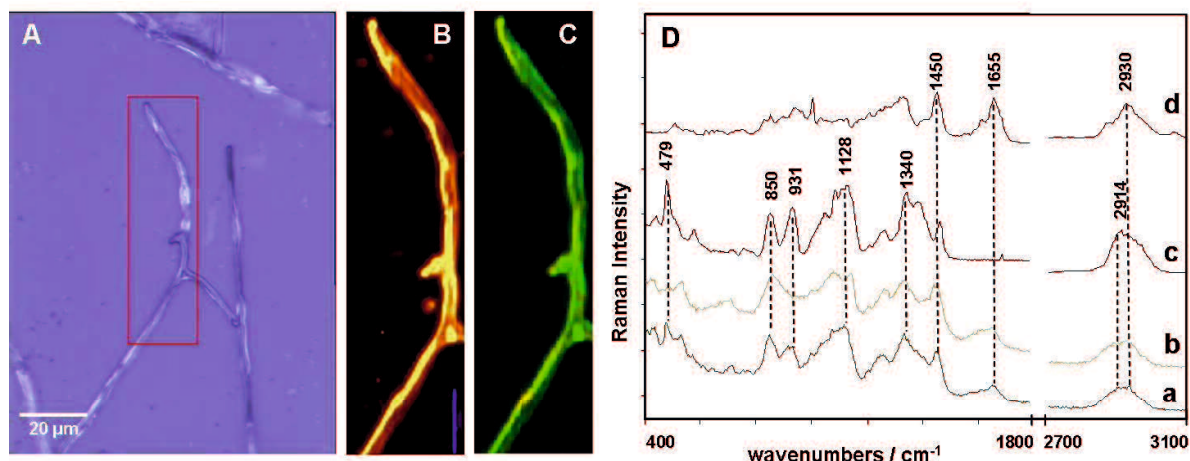 A
20 µm
B
C
D
Raman Intensity
479
850
931
1128
1340
1450
1655
2930
2914
d
c
b
a
400
1800
2700
3100
wavenumbers / cm⁻¹